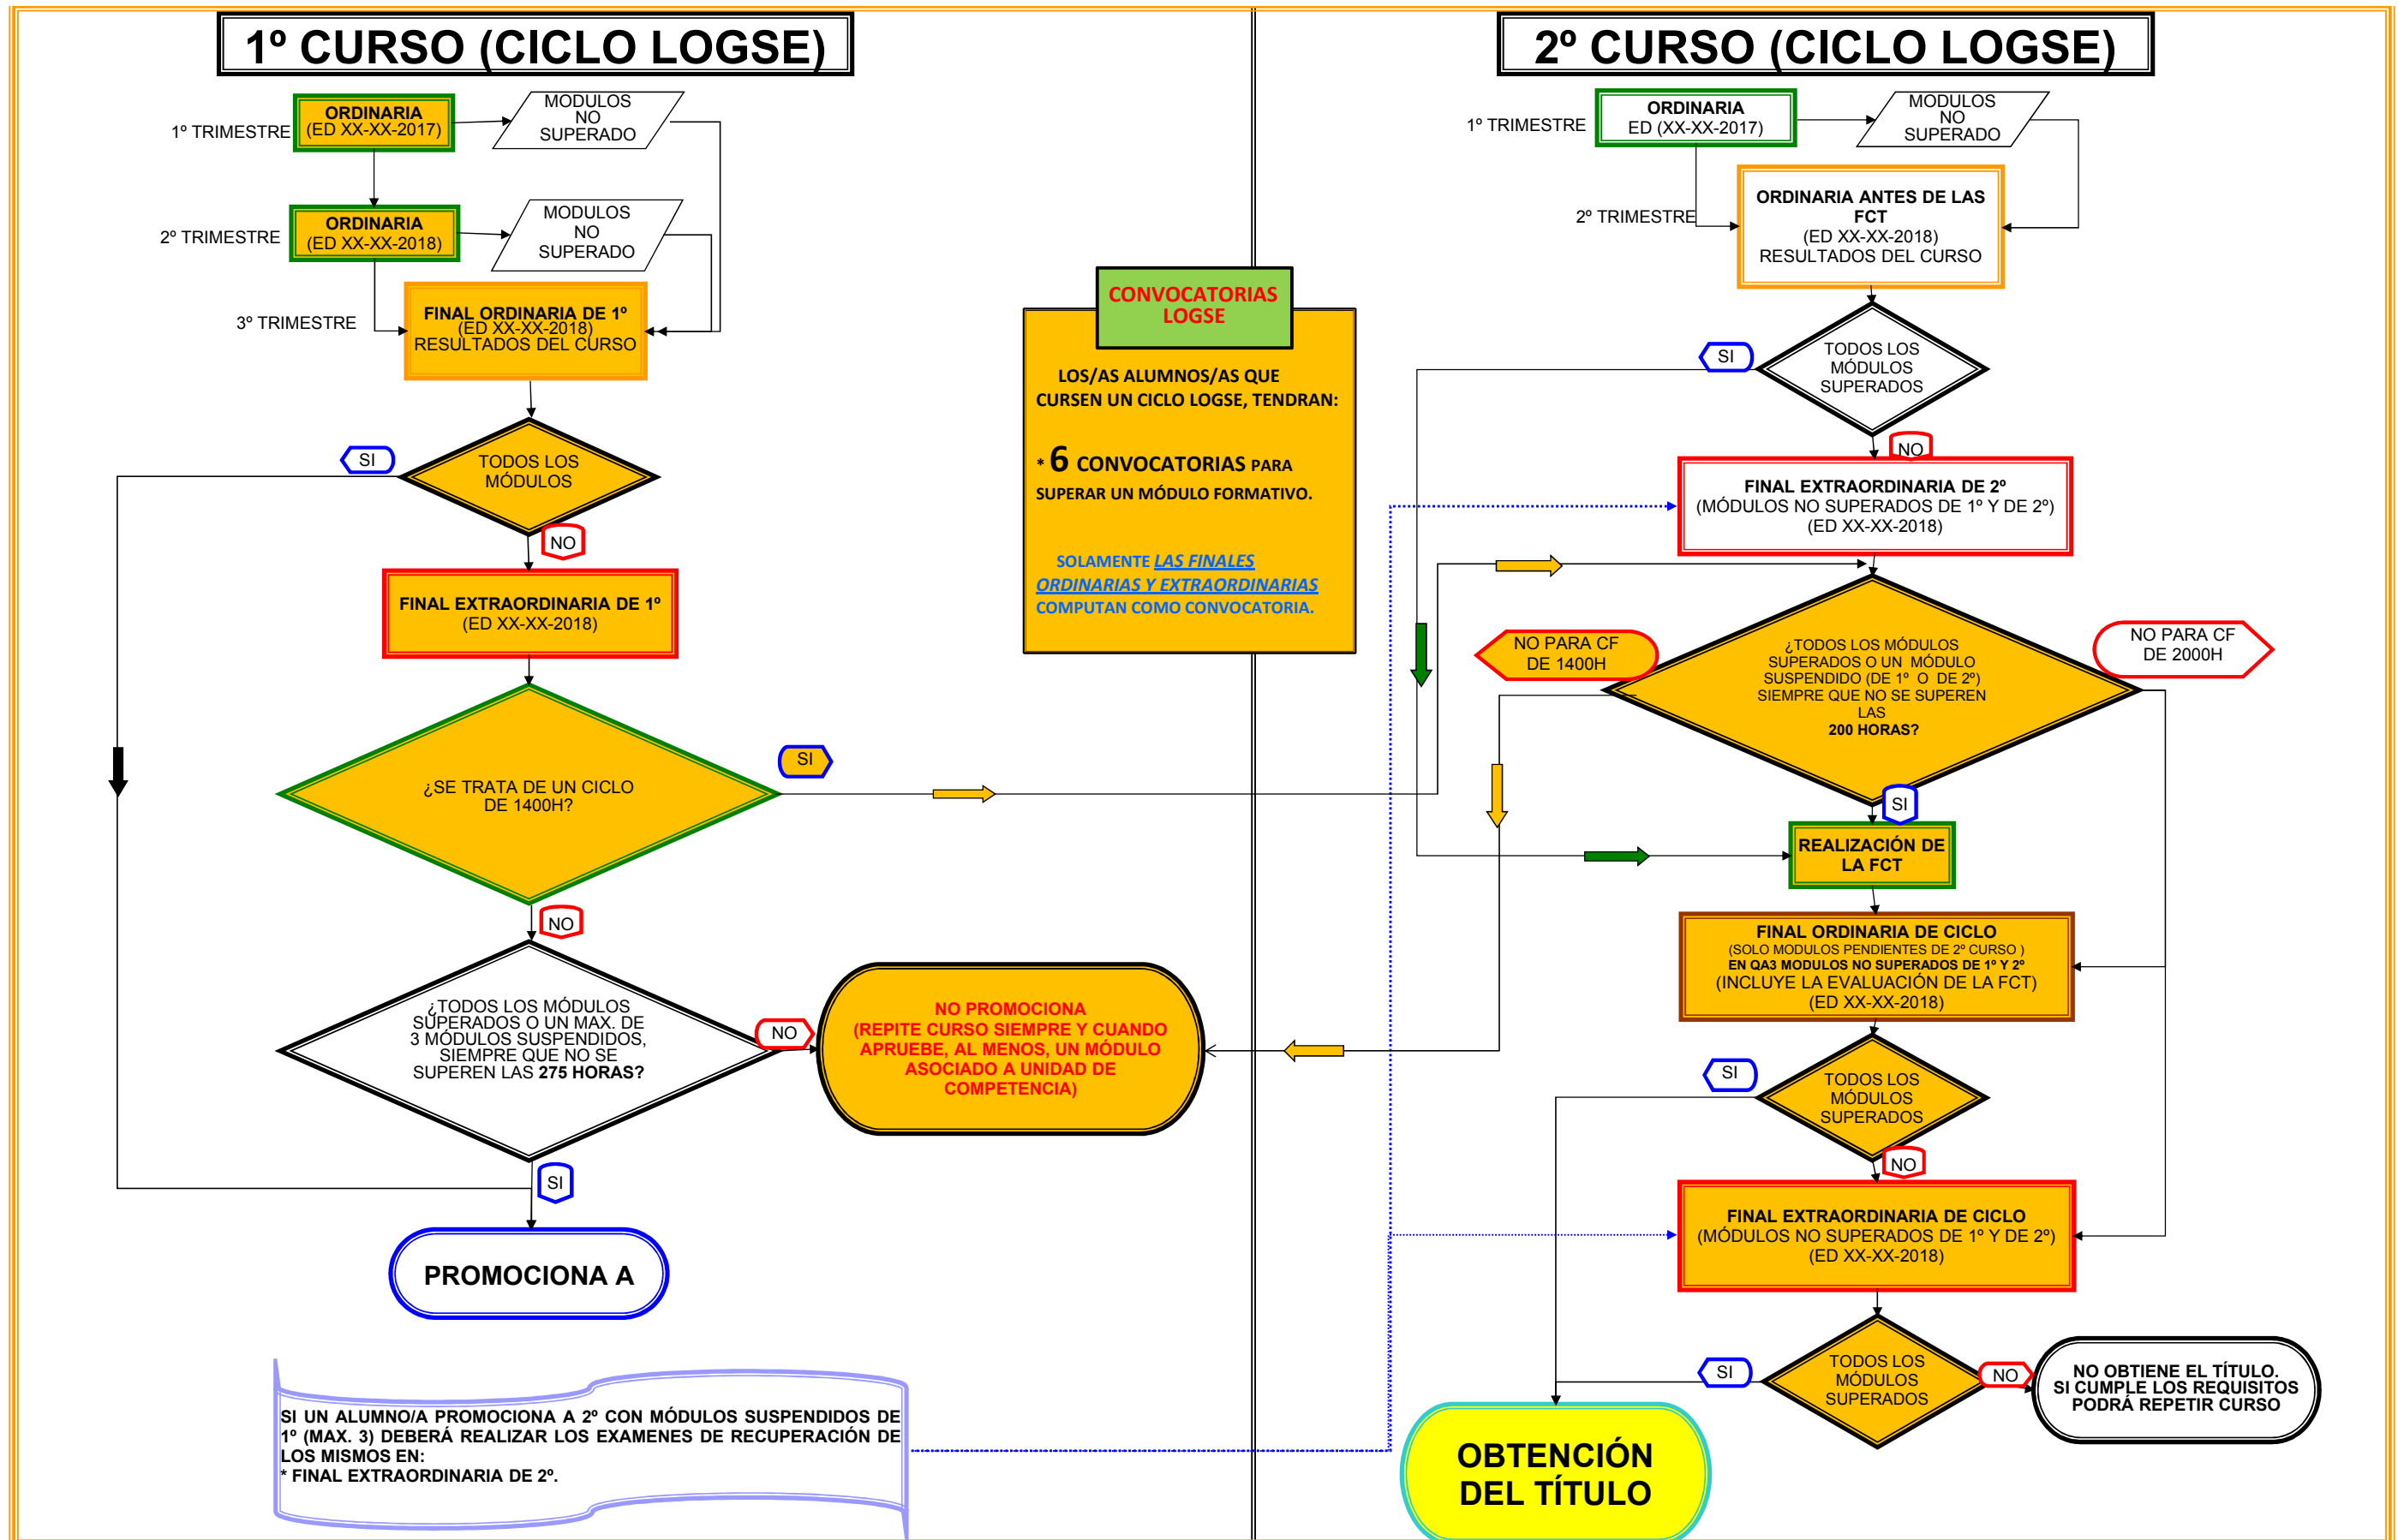 1º CURSO (CICLO LOGSE)
1º TRIMESTRE
ORDINARIA
(ED XX-XX-2017)
MODULOS
NO
SUPERADO
2º TRIMESTRE
ORDINARIA
(ED XX-XX-2018)
MODULOS
NO
SUPERADO
3º TRIMESTRE
FINAL ORDINARIA DE 1º
(ED XX-XX-2018)
RESULTADOS DEL CURSO
SI
TODOS LOS
MÓDULOS
NO
FINAL EXTRAORDINARIA DE 1º
(ED XX-XX-2018)
¿SE TRATA DE UN CICLO
DE 1400H?
SI
NO
¿TODOS LOS MÓDULOS
SUPERADOS O UN MAX. DE
3 MÓDULOS SUSPENDIDOS,
SIEMPRE QUE NO SE
SUPEREN LAS 275 HORAS?
NO
NO PROMOCIONA
(REPITE CURSO SIEMPRE Y CUANDO
APRUEBE, AL MENOS, UN MÓDULO
ASOCIADO A UNIDAD DE
COMPETENCIA)
SI
PROMOCIONA A
SI UN ALUMNO/A PROMOCIONA A 2º CON MÓDULOS SUSPENDIDOS DE
1º (MAX. 3) DEBERÁ REALIZAR LOS EXAMENES DE RECUPERACIÓN DE
LOS MISMOS EN:
* FINAL EXTRAORDINARIA DE 2º.
CONVOCATORIAS
LOGSE
LOS/AS ALUMNOS/AS QUE
CURSEN UN CICLO LOGSE, TENDRAN:
* 6 CONVOCATORIAS PARA
SUPERAR UN MÓDULO FORMATIVO.
SOLAMENTE LAS FINALES
ORDINARIAS Y EXTRAORDINARIAS
COMPUTAN COMO CONVOCATORIA.
2º CURSO (CICLO LOGSE)
1º TRIMESTRE
ORDINARIA
ED (XX-XX-2017)
MODULOS
NO
SUPERADO
2º TRIMESTRE
ORDINARIA ANTES DE LAS
FCT
(ED XX-XX-2018)
RESULTADOS DEL CURSO
SI
TODOS LOS
MÓDULOS
SUPERADOS
NO
FINAL EXTRAORDINARIA DE 2º
(MÓDULOS NO SUPERADOS DE 1º Y DE 2º)
(ED XX-XX-2018)
NO PARA CF
DE 1400H
¿TODOS LOS MÓDULOS
SUPERADOS O UN MÓDULO
SUSPENDIDO (DE 1º O DE 2º)
SIEMPRE QUE NO SE SUPEREN
LAS
200 HORAS?
NO PARA CF
DE 2000H
SI
REALIZACIÓN DE
LA FCT
FINAL ORDINARIA DE CICLO
(SOLO MODULOS PENDIENTES DE 2º CURSO )
EN QA3 MODULOS NO SUPERADOS DE 1º Y 2º
(INCLUYE LA EVALUACIÓN DE LA FCT)
(ED XX-XX-2018)
SI
TODOS LOS
MÓDULOS
SUPERADOS
NO
FINAL EXTRAORDINARIA DE CICLO
(MÓDULOS NO SUPERADOS DE 1º Y DE 2º)
(ED XX-XX-2018)
SI
TODOS LOS
MÓDULOS
SUPERADOS
NO
NO OBTIENE EL TÍTULO.
SI CUMPLE LOS REQUISITOS
PODRÁ REPETIR CURSO
OBTENCIÓN
DEL TÍTULO